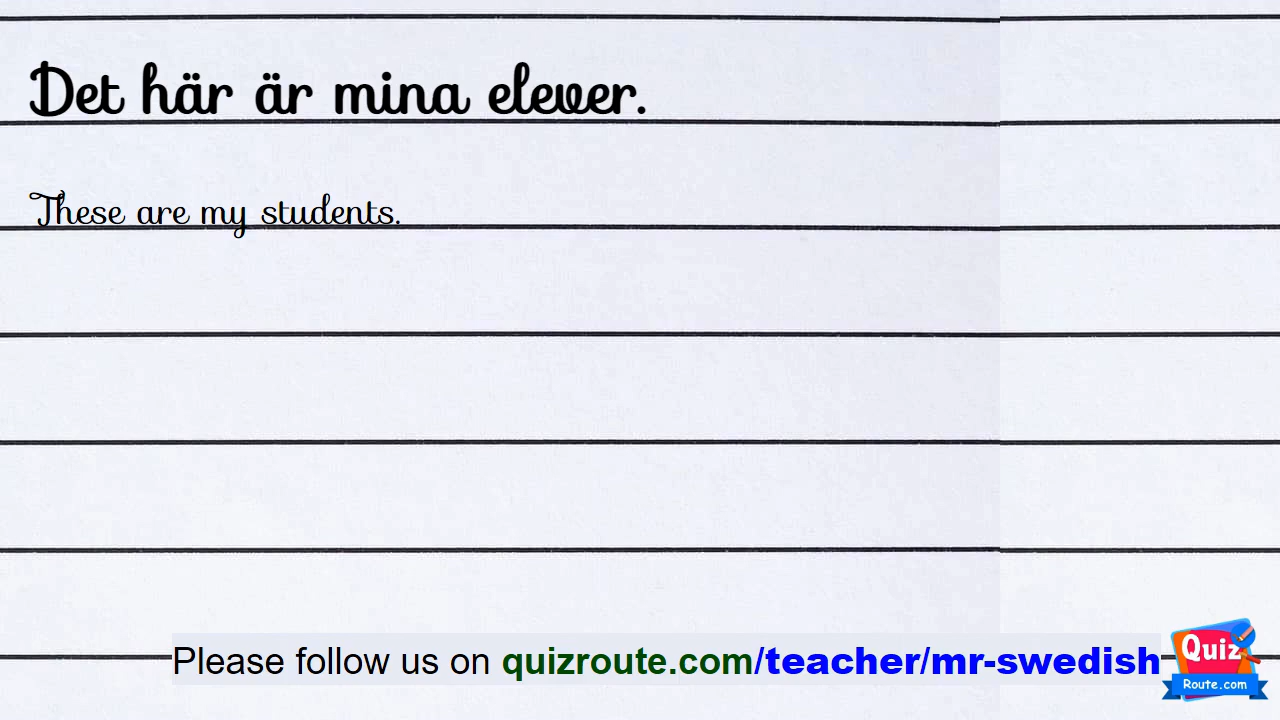 Det här är mina elever.
These are my students.
Please follow us on quizroute.com/teacher/mr-swedish
Quiz
Route.com